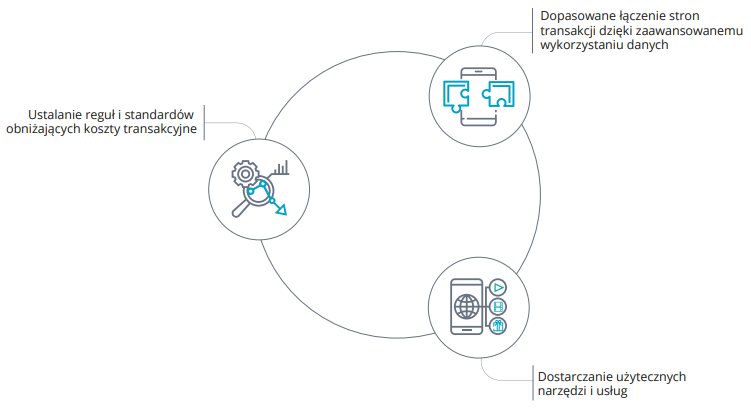 Dopasowane łączenie stron
transakcji dzięki zaawansowanemu
wykorzystaniu danych
Ustalanie reguł i standardów
obniżających koszty transakcyjne
Dostarczanie użytecznych
narzędzi i usług